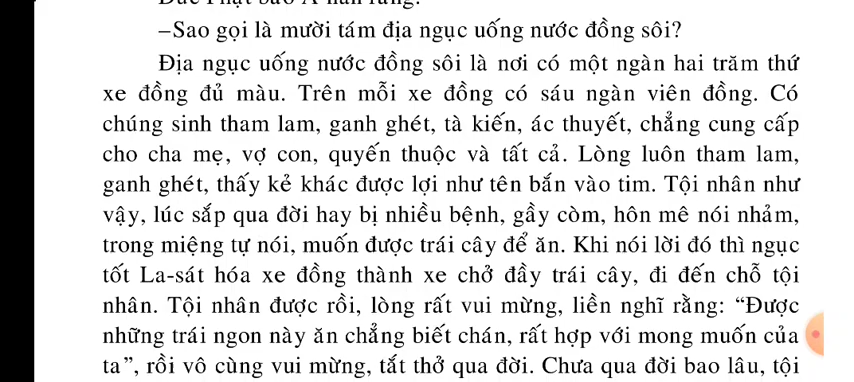 –Sao gọi là mười tám địa ngục uống nước đồng sôi?
Địa ngục uống nước đồng sôi là nơi có một ngàn hai trăm thứ
xe đồng đủ màu. Trên mỗi xe đồng có sáu ngàn viên đồng. Có
chúng sinh tham lam, ganh ghét, tà kiến, ác thuyết, chẳng cung cấp
cho cha mẹ, vợ con, quyến thuộc và tất cả. Lòng luôn tham lam,
ganh ghét, thấy kẻ khác được lợi như tên bắn vào tim. Tội nhân như
vậy, lúc sắp qua đời hay bị nhiều bệnh, gầy còm, hôn mê nói nhảm,
trong miệng tự nói, muốn được trái cây để ăn. Khi nói lời đó thì ngục
tốt La-sát hóa xe đồng thành xe chở đầy trái cây, đi đến chỗ tội
nhân. Tội nhân được rồi, lòng rất vui mừng, liền nghĩ rằng: “Được
những trái ngon này ăn chẳng biết chán, rất hợp với mong muốn của
ta”, rồi vô cùng vui mừng, tắt thở qua đời. Chưa qua đời bao lâu, tội